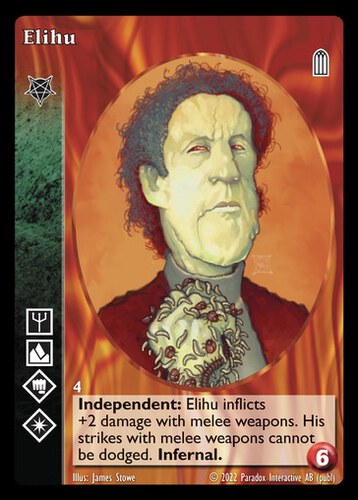 Elihu
4
Independent: Elihu inflicts
+2 damage with melee weapons. His
strikes with melee weapons cannot
be dodged. Infernal.
6
Illus: James Stowe
© 2022 Paradox Interactive AB (publ)